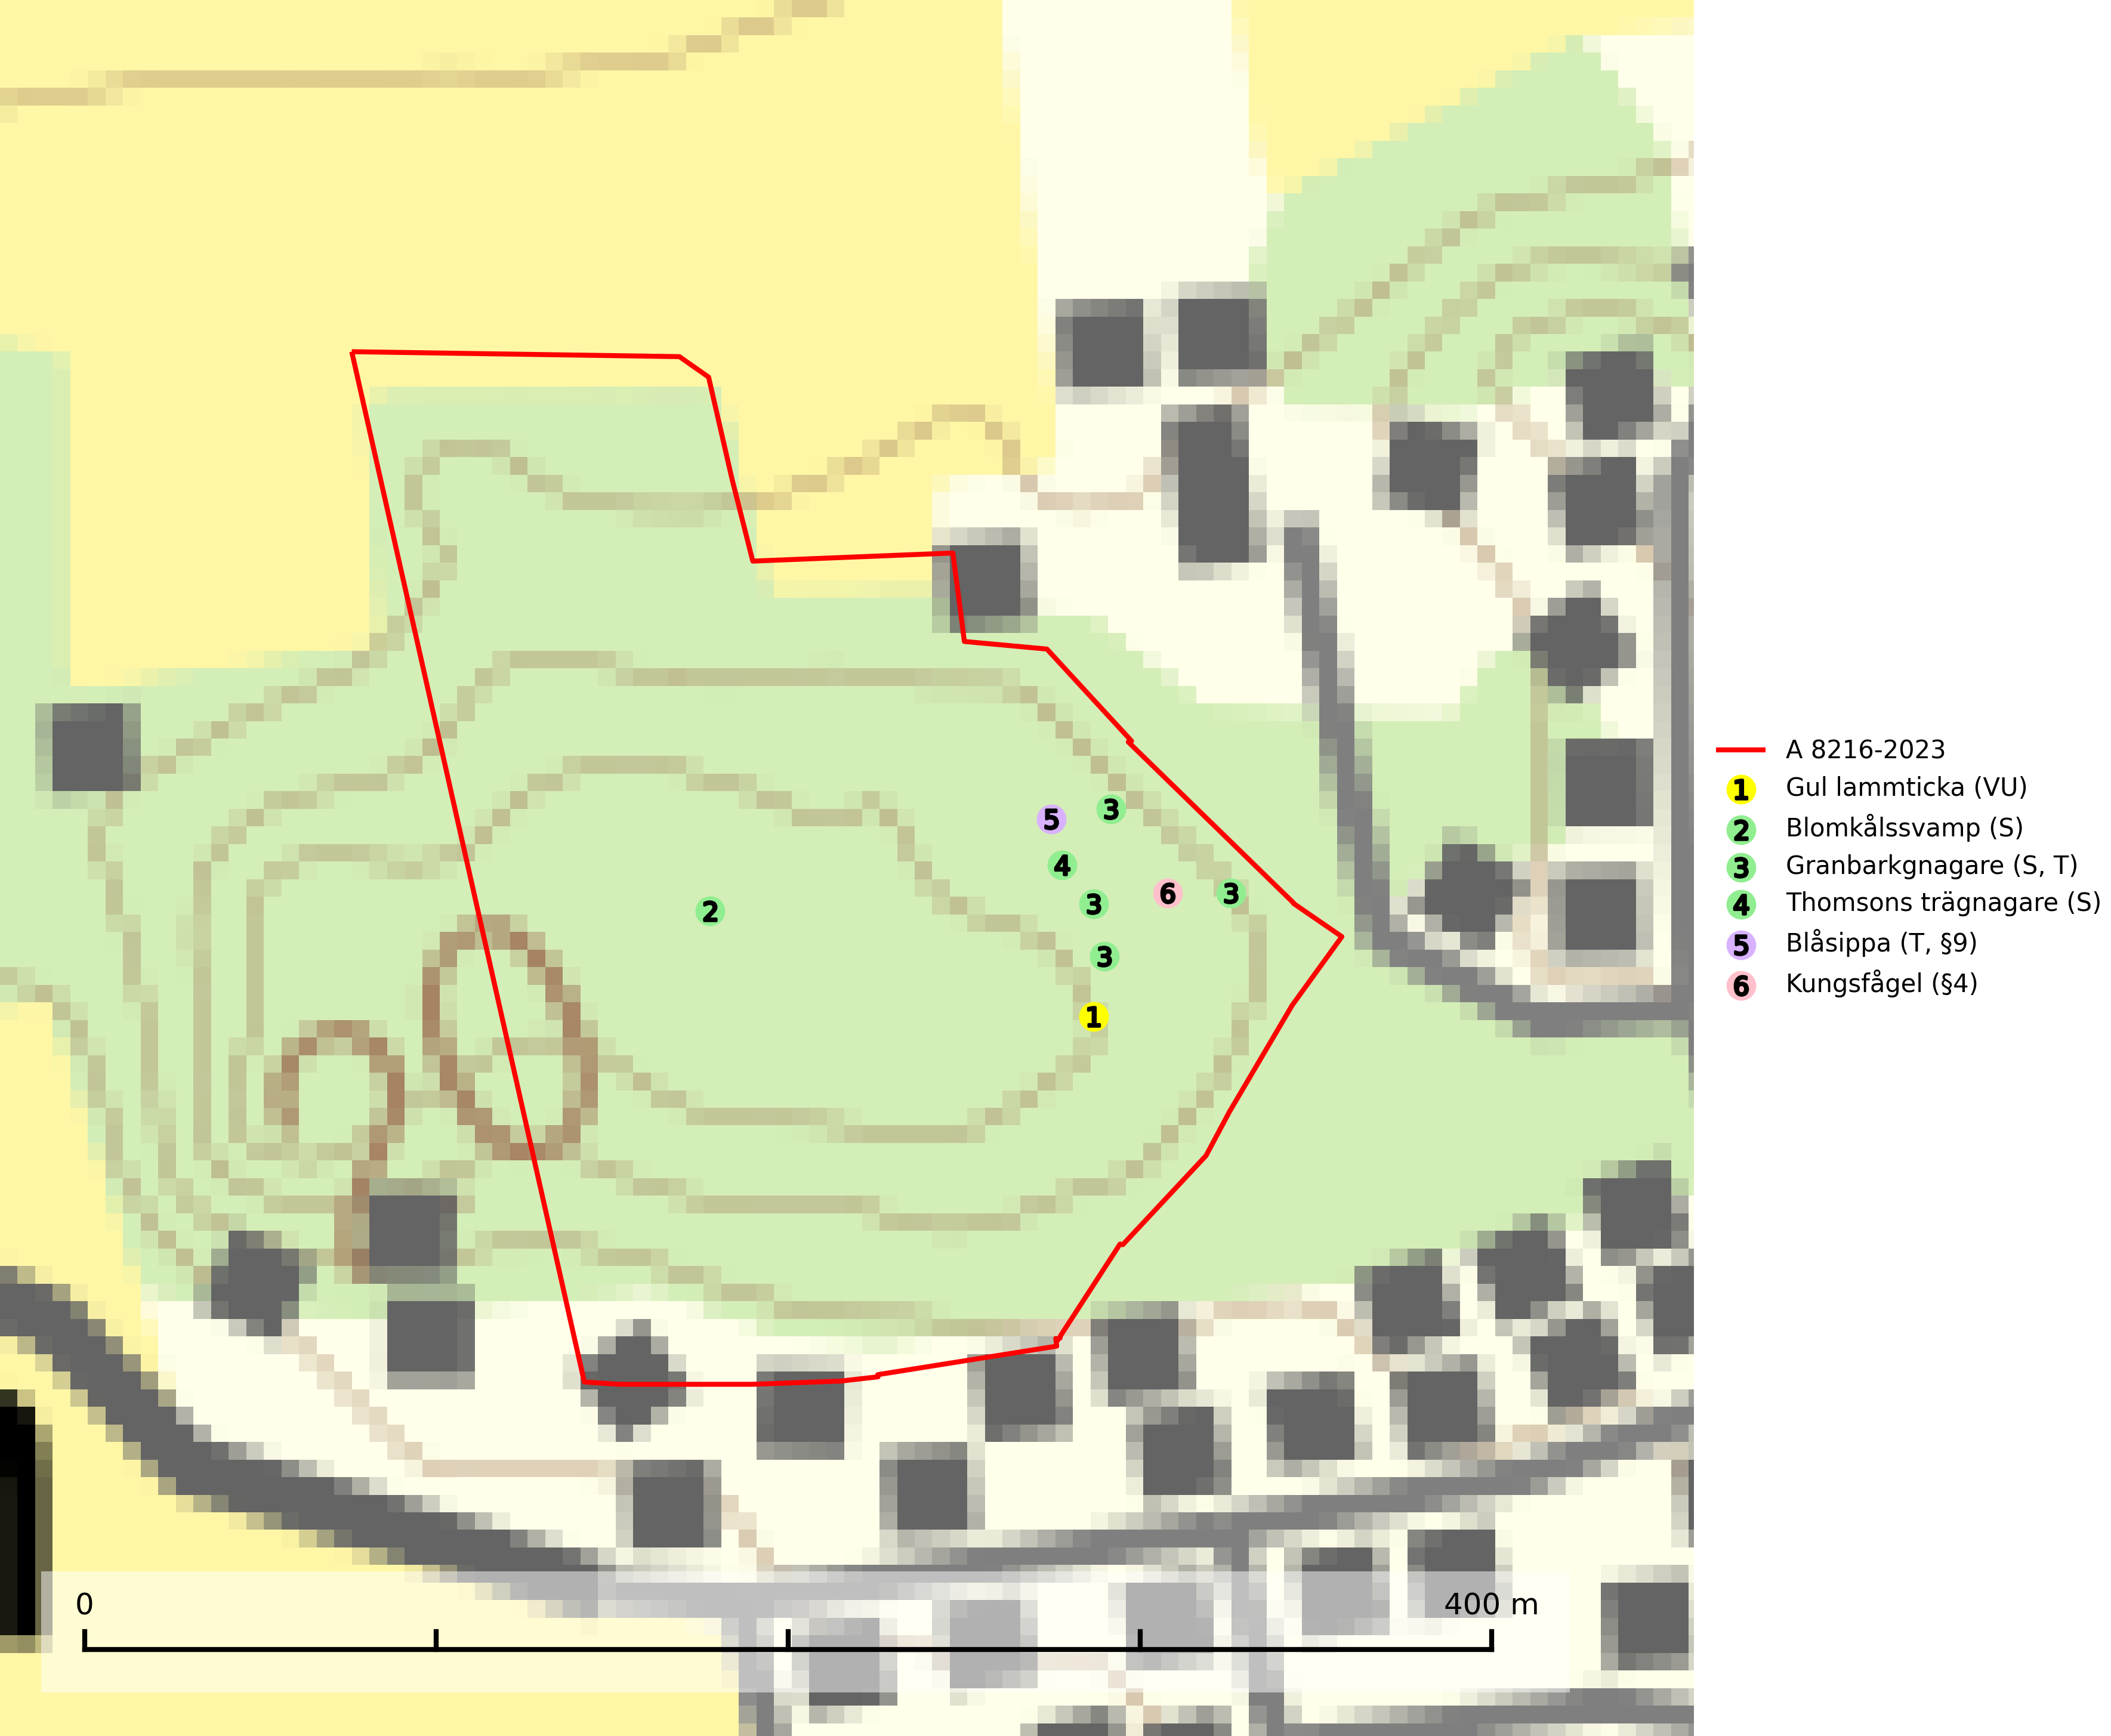 5
3
4
3
6
3
2
3
1
A 8216-2023
1 Gul lammticka (VU)
2 Blomkålssvamp (S)
3 Granbarkgnagare (S, T)
4 Thomsons trägnagare (S)
5 Blåsippa (T, §9)
6 Kungsfågel (§4)
0 400 m